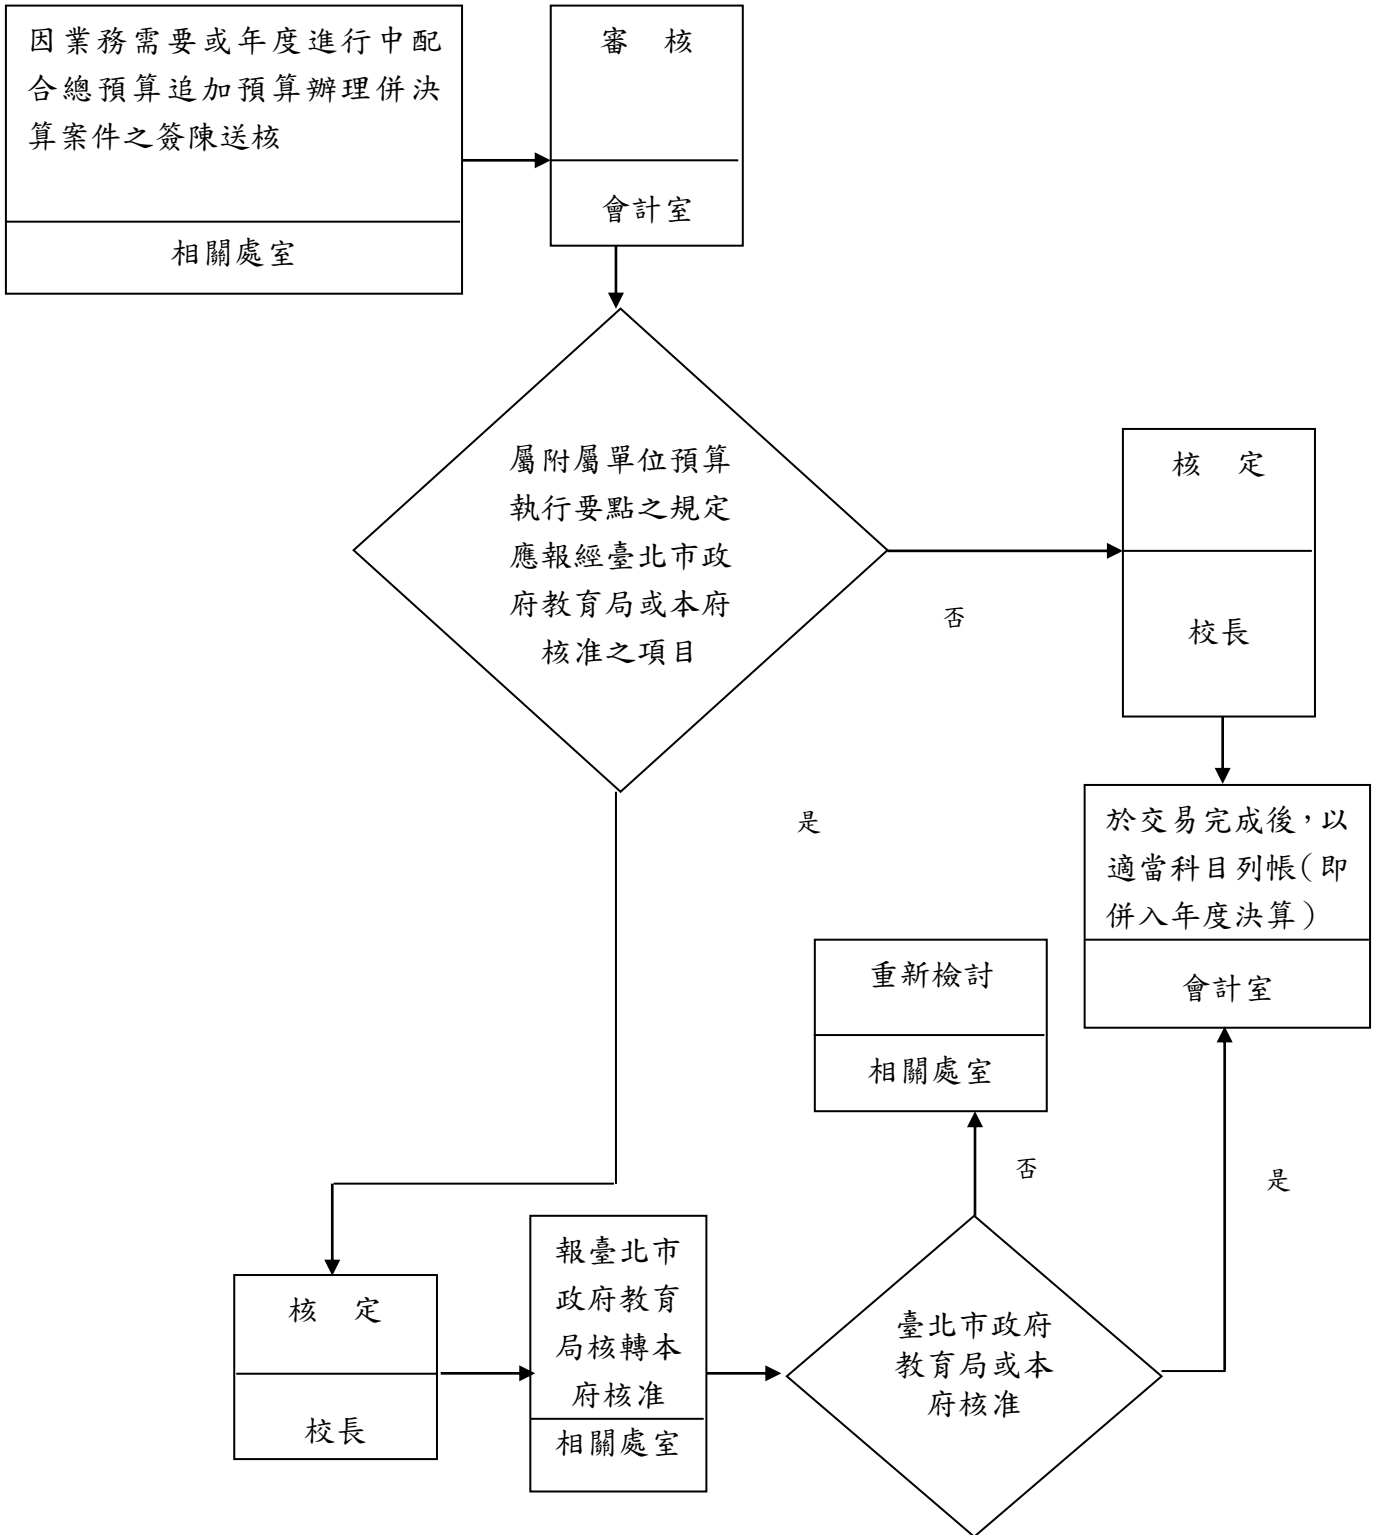 因業務需要或年度進行中配
合總預算追加預算辦理併決
算案件之簽陳送核
相關處室
審　核
會計室
屬附屬單位預算
執行要點之規定
應報經臺北市政
府教育局或本府
核准之項目
否
核　定
校長
是
於交易完成後，以
適當科目列帳（即
併入年度決算）
會計室
重新檢討
相關處室
否
是
核　定
校長
報臺北市
政府教育
局核轉本
府核准
相關處室
臺北市政府
教育局或本
府核准